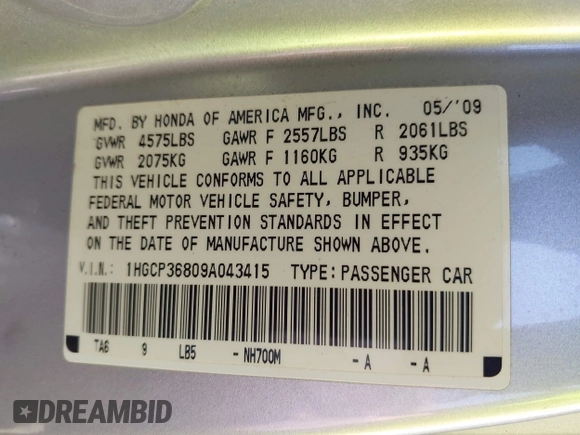 MFD. BY HONDA OF AMERICA MFG., INC. 05/'09
GVWR 4575LBS GAWR F 2557LBS R 2061LBS
GVWR 2075KG GAWR F 1160KG R 935KG
THIS VEHICLE CONFORMS TO ALL APPLICABLE
FEDERAL MOTOR VEHICLE SAFETY, BUMPER,
AND THEFT PREVENTION STANDARDS IN EFFECT
ON THE DATE OF MANUFACTURE SHOWN ABOVE.
V.I.N.: 1HGCP36809A043415 TYPE: PASSENGER CAR
TA6 9 LB5 -NH700M -A -A
DREAMBID